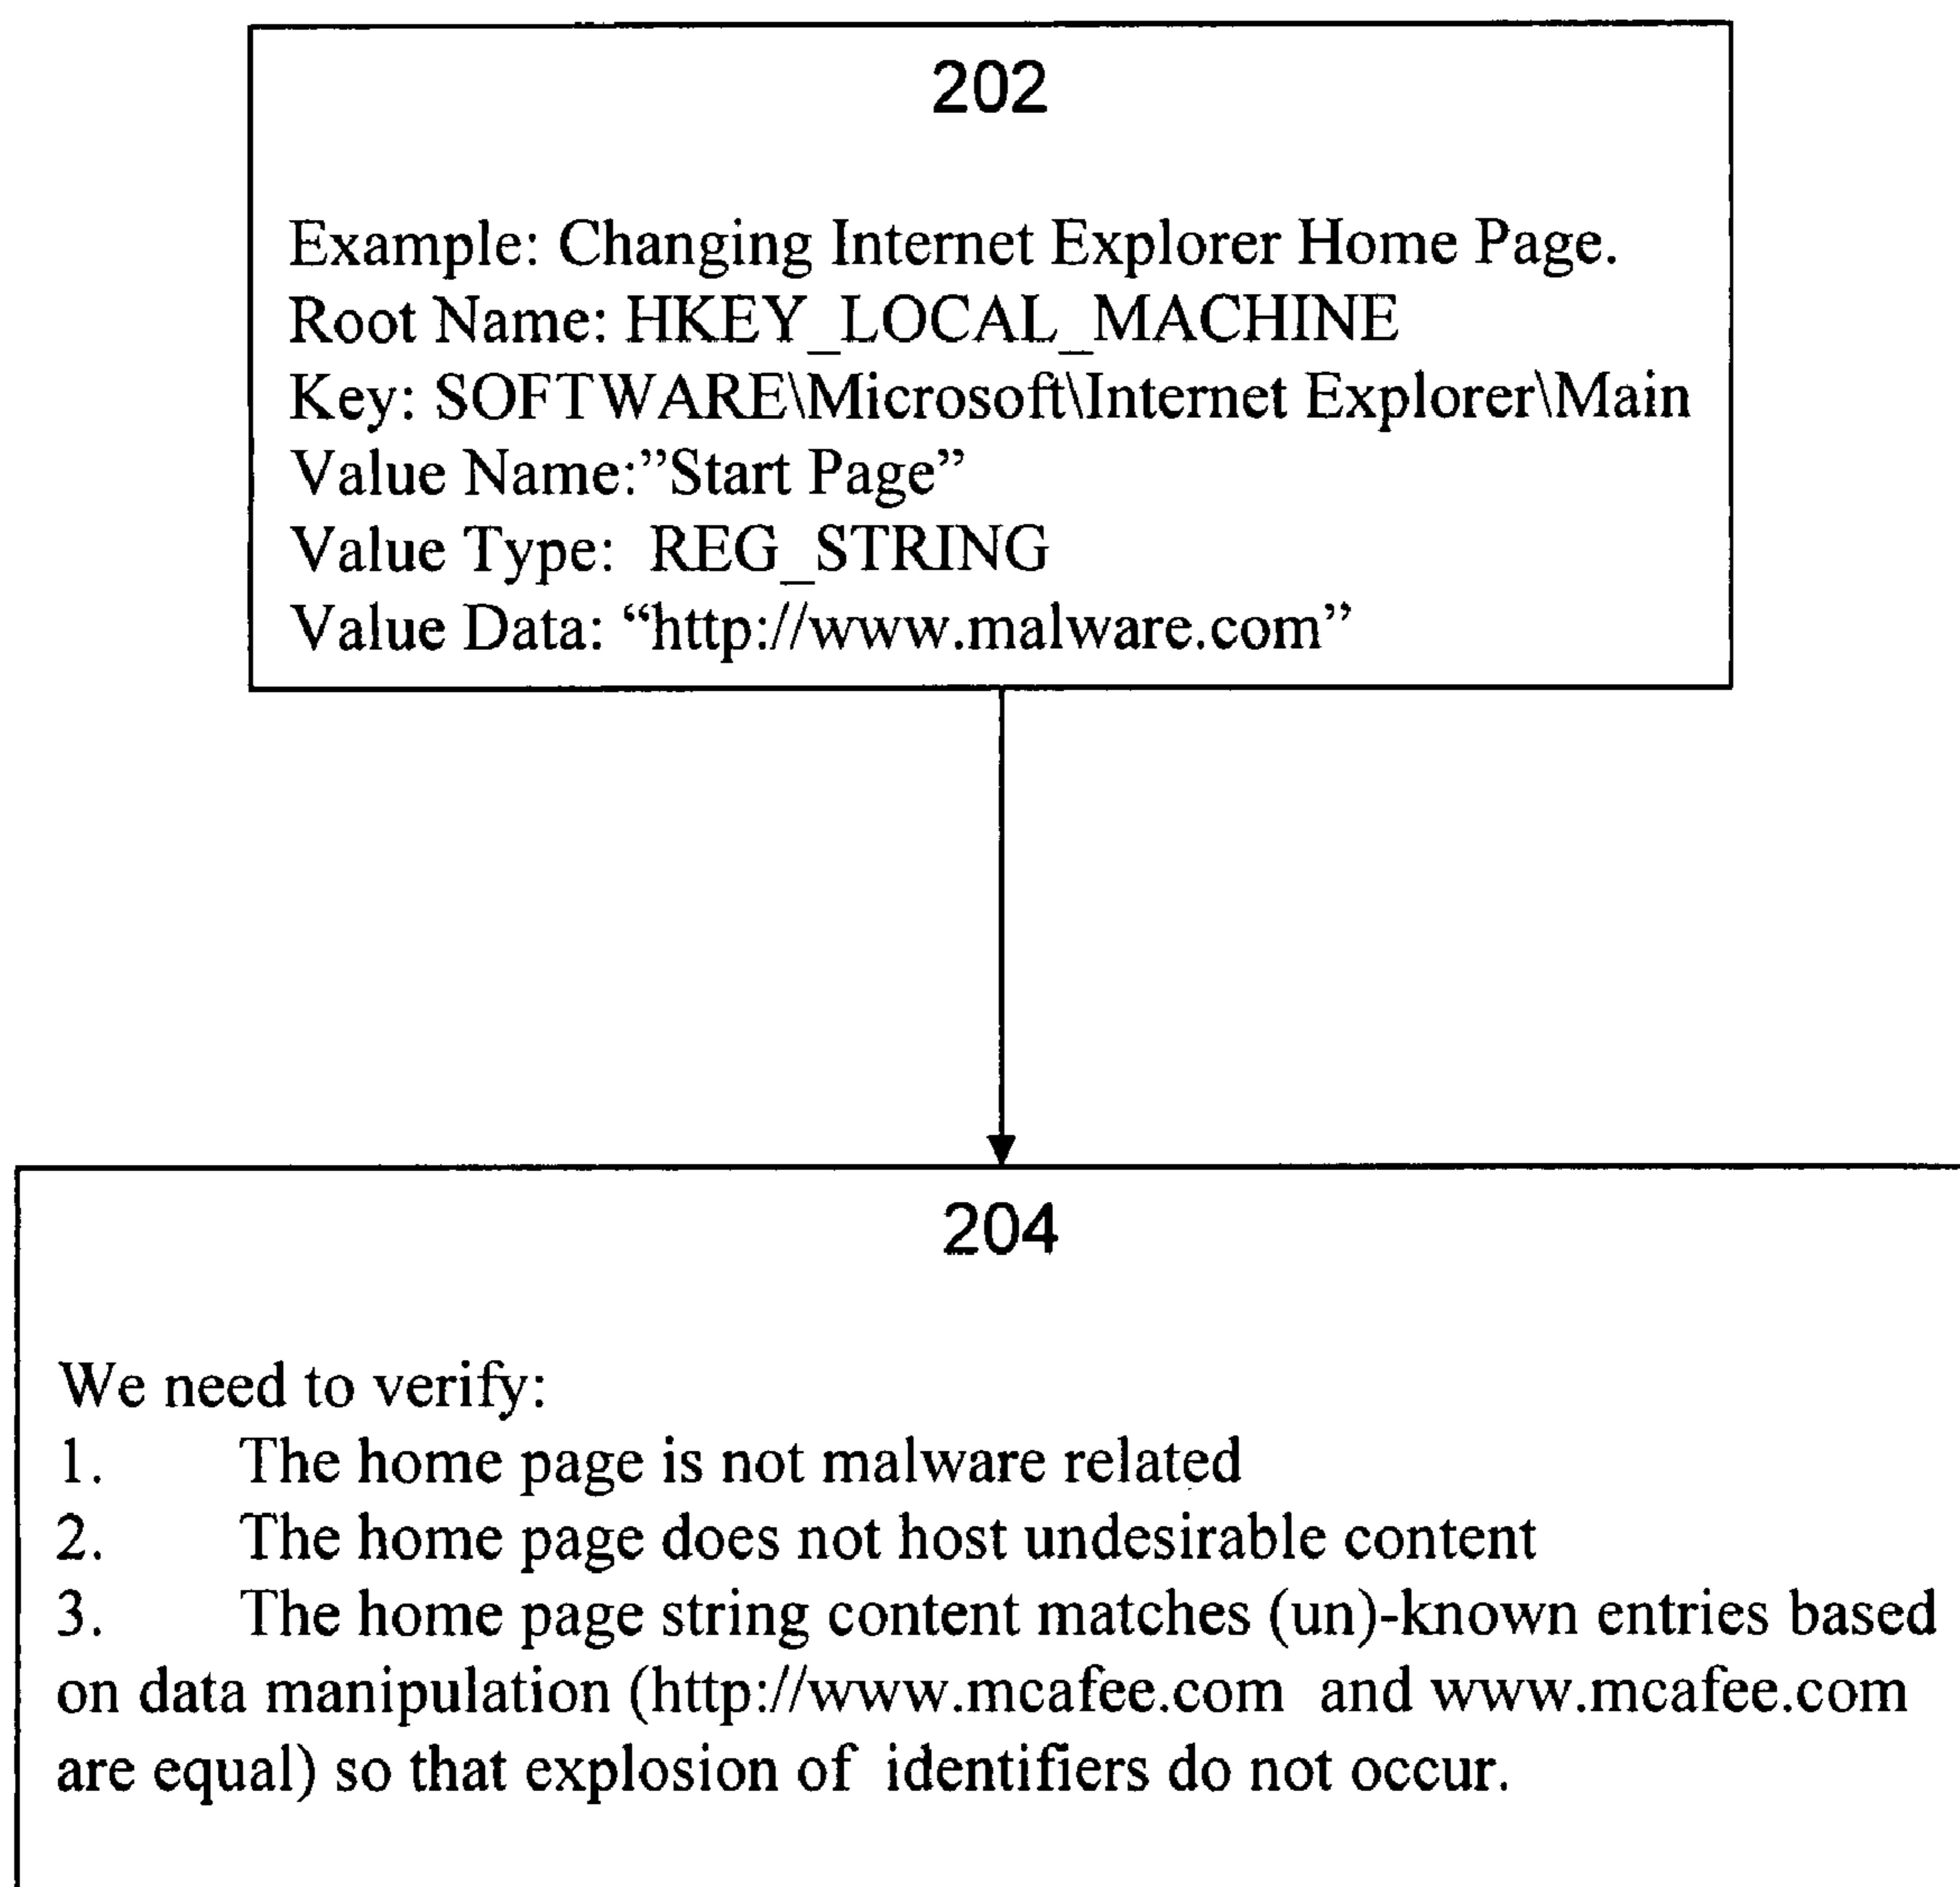 202
Example: Changing Internet Explorer Home Page.
Root Name: HKEY_LOCAL_MACHINE
Key: SOFTWARE\Microsoft\Internet Explorer\Main
Value Name:”Start Page”
Value Type: REG_STRING
Value Data: “http://www.malware.com”
204
We need to verify:
1. The home page is not malware related
2. The home page does not host undesirable content
3. The home page string content matches (un)-known entries based
on data manipulation (http://www.mcafee.com and www.mcafee.com
are equal) so that explosion of identifiers do not occur.